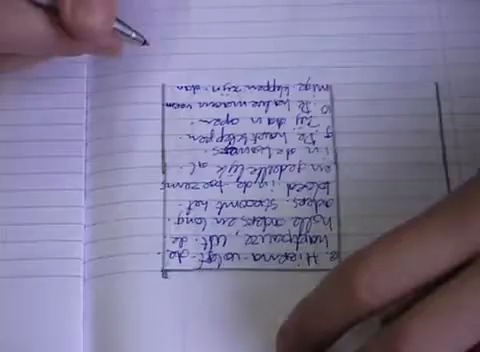 8. Hierna volgt de
hartpauze, uit de
holle aders en long
aders stroomt het
bloed in de boezems
en gedeeltelijk al
in de kamers.
9 De hartkleppen
zijn dan open.
10. De halvemaanvor
mige kleppen zijn dan